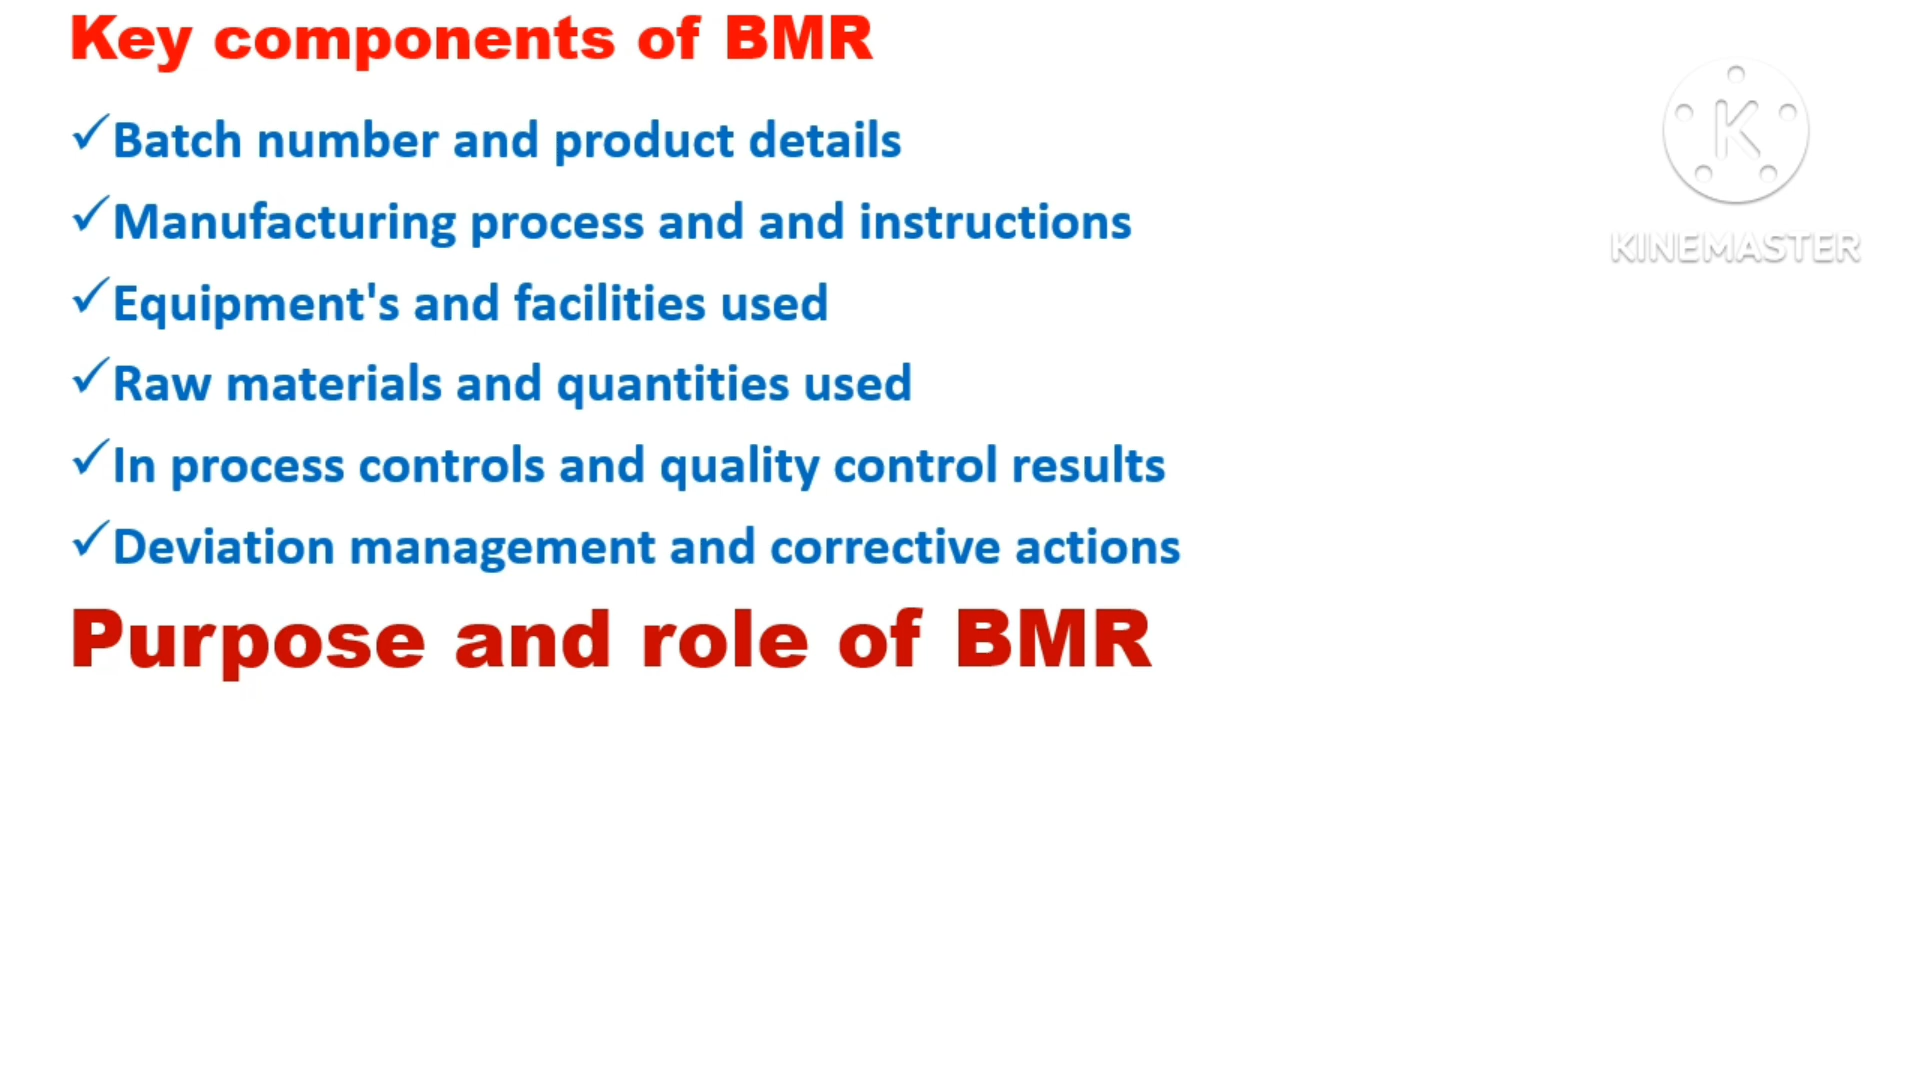 Key components of BMR
✓Batch number and product details
✓Manufacturing process and and instructions
✓Equipment's and facilities used
✓Raw materials and quantities used
✓In process controls and quality control results
✓Deviation management and corrective actions
Purpose and role of BMR
K
KINEMASTER